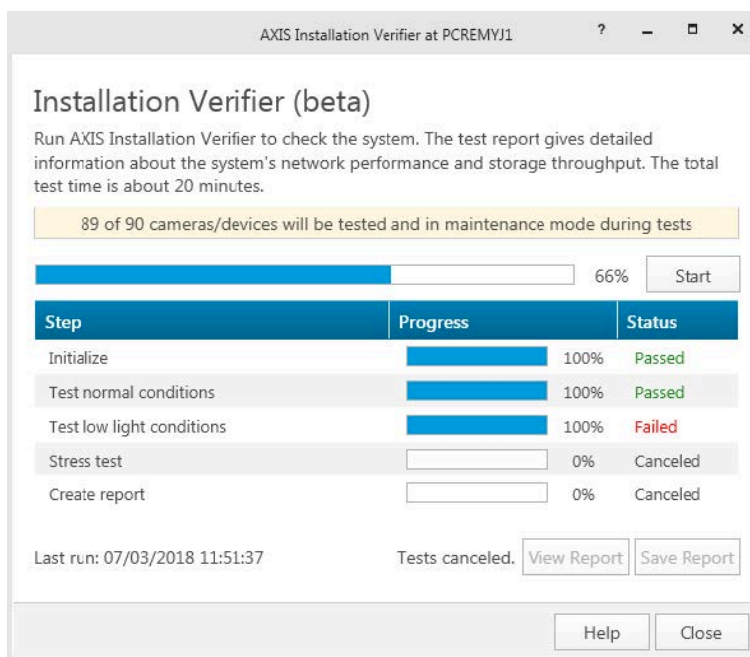 AXIS Installation Verifier at PCREMYJ1 ?
Installation Verifier (beta)
Run AXIS Installation Verifier to check the system. The test report gives detailed
information about the system's network performance and storage throughput. The total
test time is about 20 minutes.
89 of 90 cameras/devices will be tested and in maintenance mode during tests
66% Start
Step Progress Status
Initialize 100% Passed
Test normal conditions 100% Passed
Test low light conditions 100% Failed
Stress test 0% Canceled
Create report 0% Canceled
Last run: 07/03/2018 11:51:37 Tests canceled. View Report Save Report
Help Close